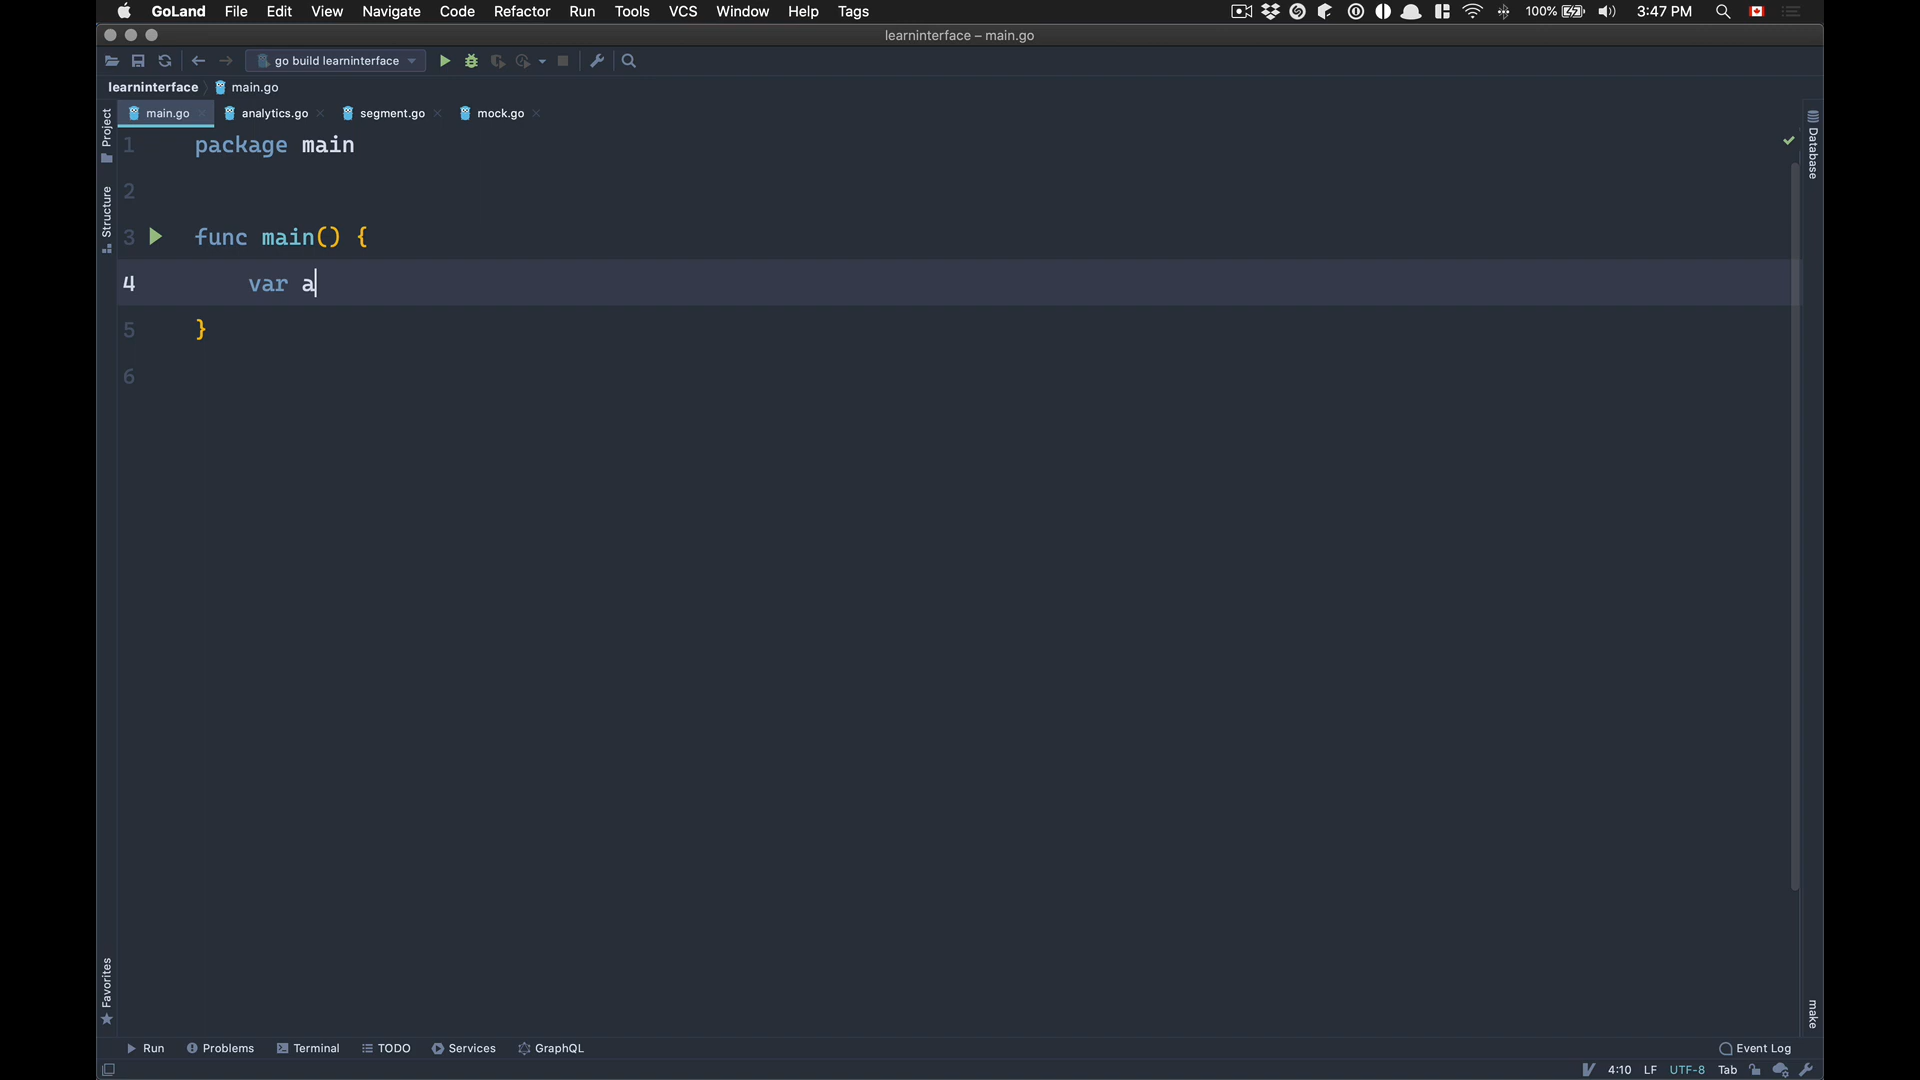 GoLand File Edit View Navigate Code Refactor Run Tools VCS Window Help Tags 100% 3:47 PM
learninterface – main.go
go build learninterface
learninterface main.go
main.go analytics.go segment.go mock.go
Project
Structure
Favorites
Database
make
1 package main
2
3 func main() {
4 var a
5 }
6
Run Problems Terminal TODO Services GraphQL Event Log
4:10 LF UTF-8 Tab